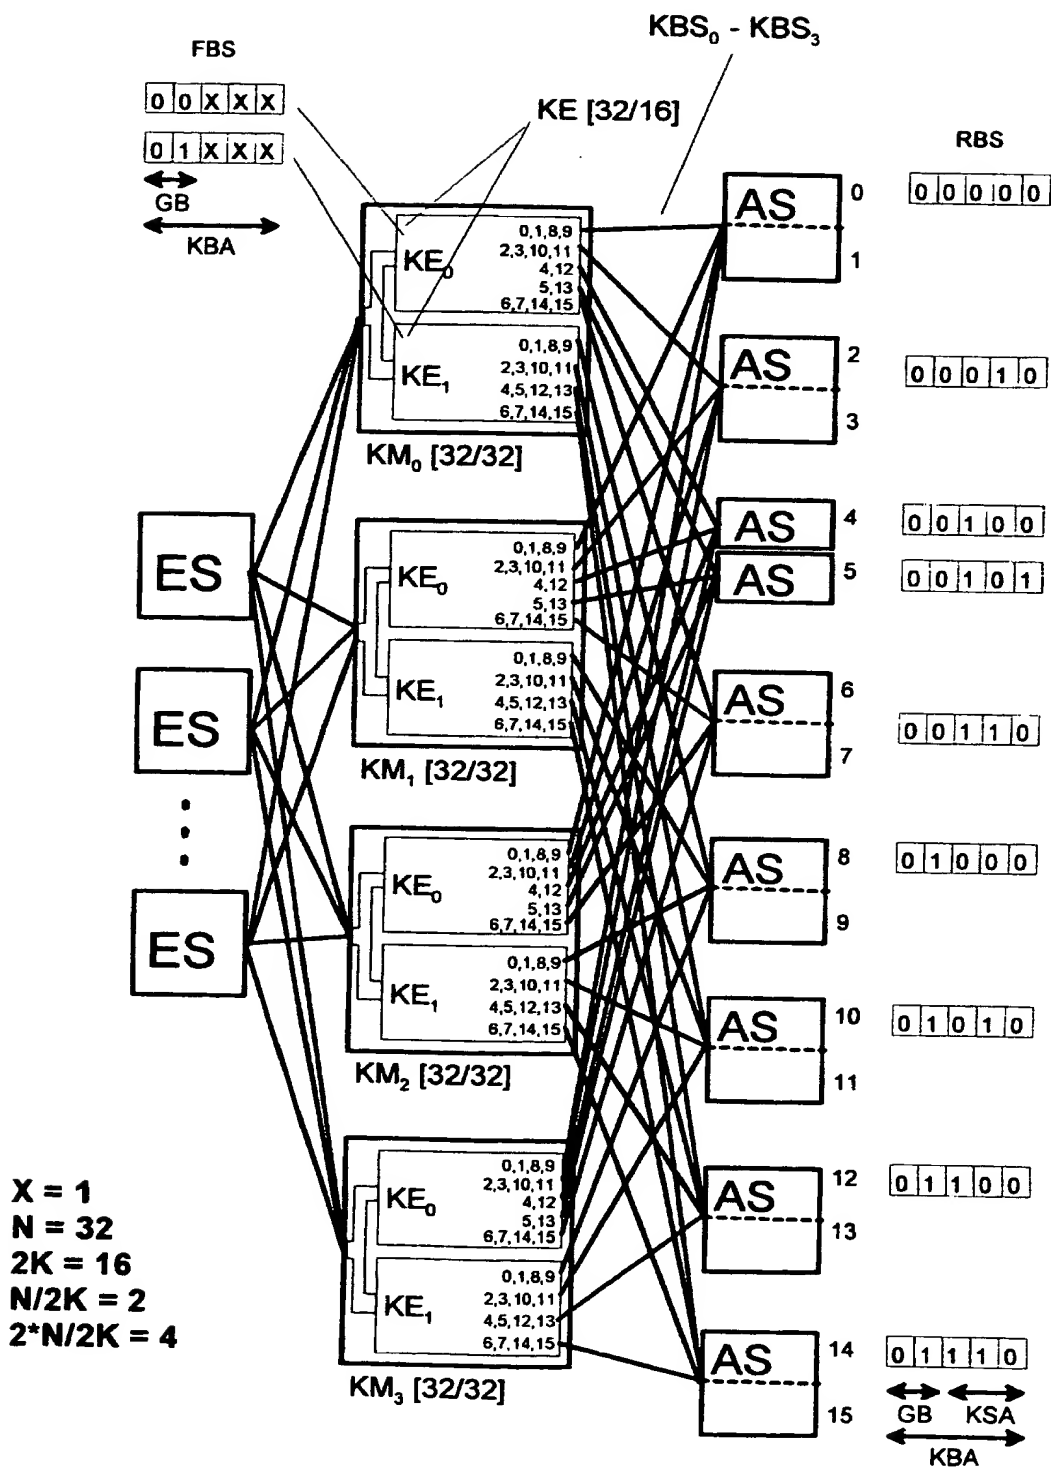 KBS₀ - KBS₃
FBS
0 0 X X X
0 1 X X X
GB
KBA
KE [32/16]
RBS
KE₀
0,1,8,9
2,3,10,11
4,12
5,13
6,7,14,15
KE₁
0,1,8,9
2,3,10,11
4,5,12,13
6,7,14,15
KM₀ [32/32]
KE₀
0,1,8,9
2,3,10,11
4,12
5,13
6,7,14,15
KE₁
0,1,8,9
2,3,10,11
4,5,12,13
6,7,14,15
KM₁ [32/32]
KE₀
0,1,8,9
2,3,10,11
4,12
5,13
6,7,14,15
KE₁
0,1,8,9
2,3,10,11
4,5,12,13
6,7,14,15
KM₂ [32/32]
KE₀
0,1,8,9
2,3,10,11
4,12
5,13
6,7,14,15
KE₁
0,1,8,9
2,3,10,11
4,5,12,13
6,7,14,15
KM₃ [32/32]
ES
ES
ES
AS 0
1
0 0 0 0 0
AS 2
3
0 0 0 1 0
AS 4
0 0 1 0 0
AS 5
0 0 1 0 1
AS 6
7
0 0 1 1 0
AS 8
9
0 1 0 0 0
AS 10
11
0 1 0 1 0
AS 12
13
0 1 1 0 0
AS 14
15
0 1 1 1 0
GB KSA
KBA
X = 1
N = 32
2K = 16
N/2K = 2
2*N/2K = 4